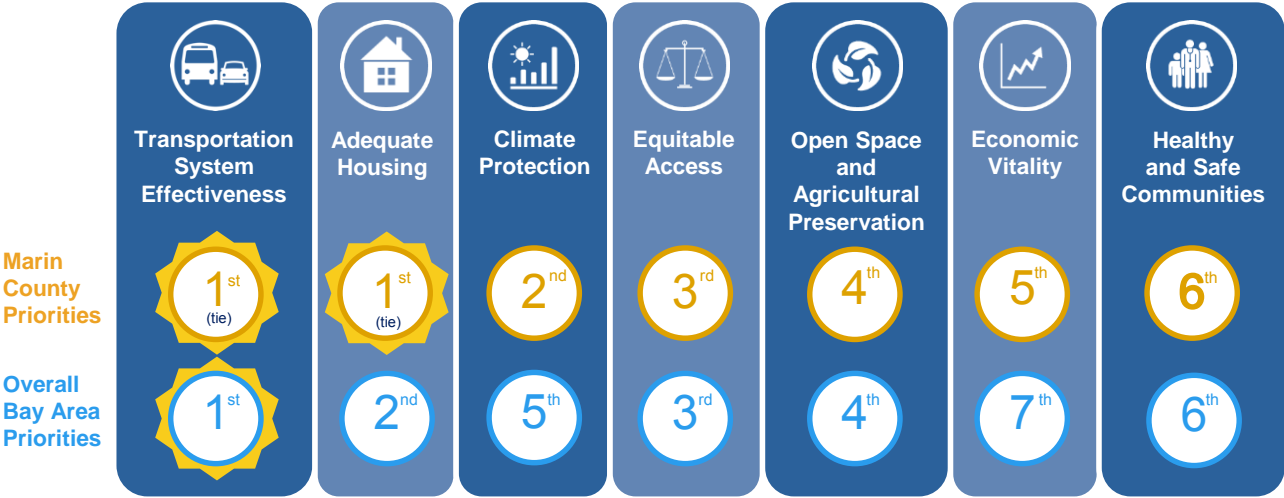 Transportation
System
Effectiveness
Adequate
Housing
Climate
Protection
Equitable
Access
Open Space
and
Agricultural
Preservation
Economic
Vitality
Healthy
and Safe
Communities
Marin
County
Priorities
1st
(tie)
1st
(tie)
2nd
3rd
4th
5th
6th
Overall
Bay Area
Priorities
1st
2nd
5th
3rd
4th
7th
6th